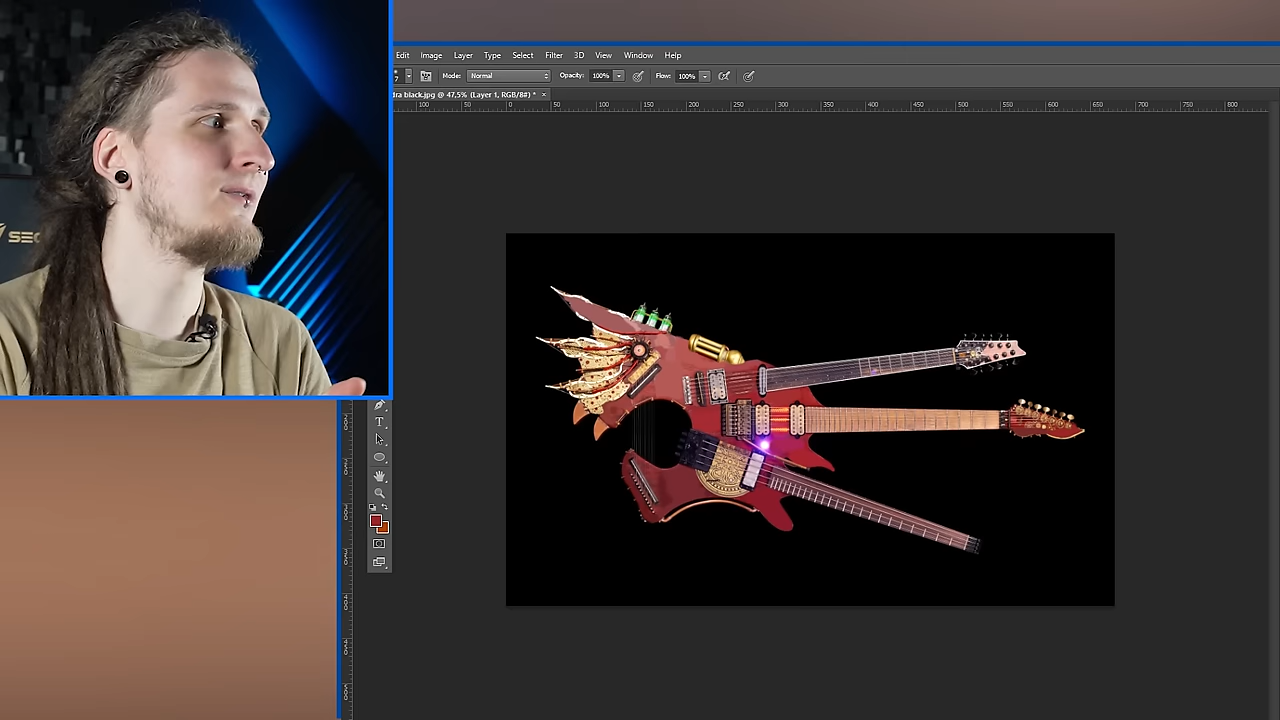 SEC
Edit Image Layer Type Select Filter 3D View Window Help
Mode: Normal Opacity: 100% Flow: 100%
dra black.jpg @ 47,5% (Layer 1, RGB/8#) * ×
100 50 0 50 100 150 200 250 300 350 400 450 500 550 600 650 700 750 800
T